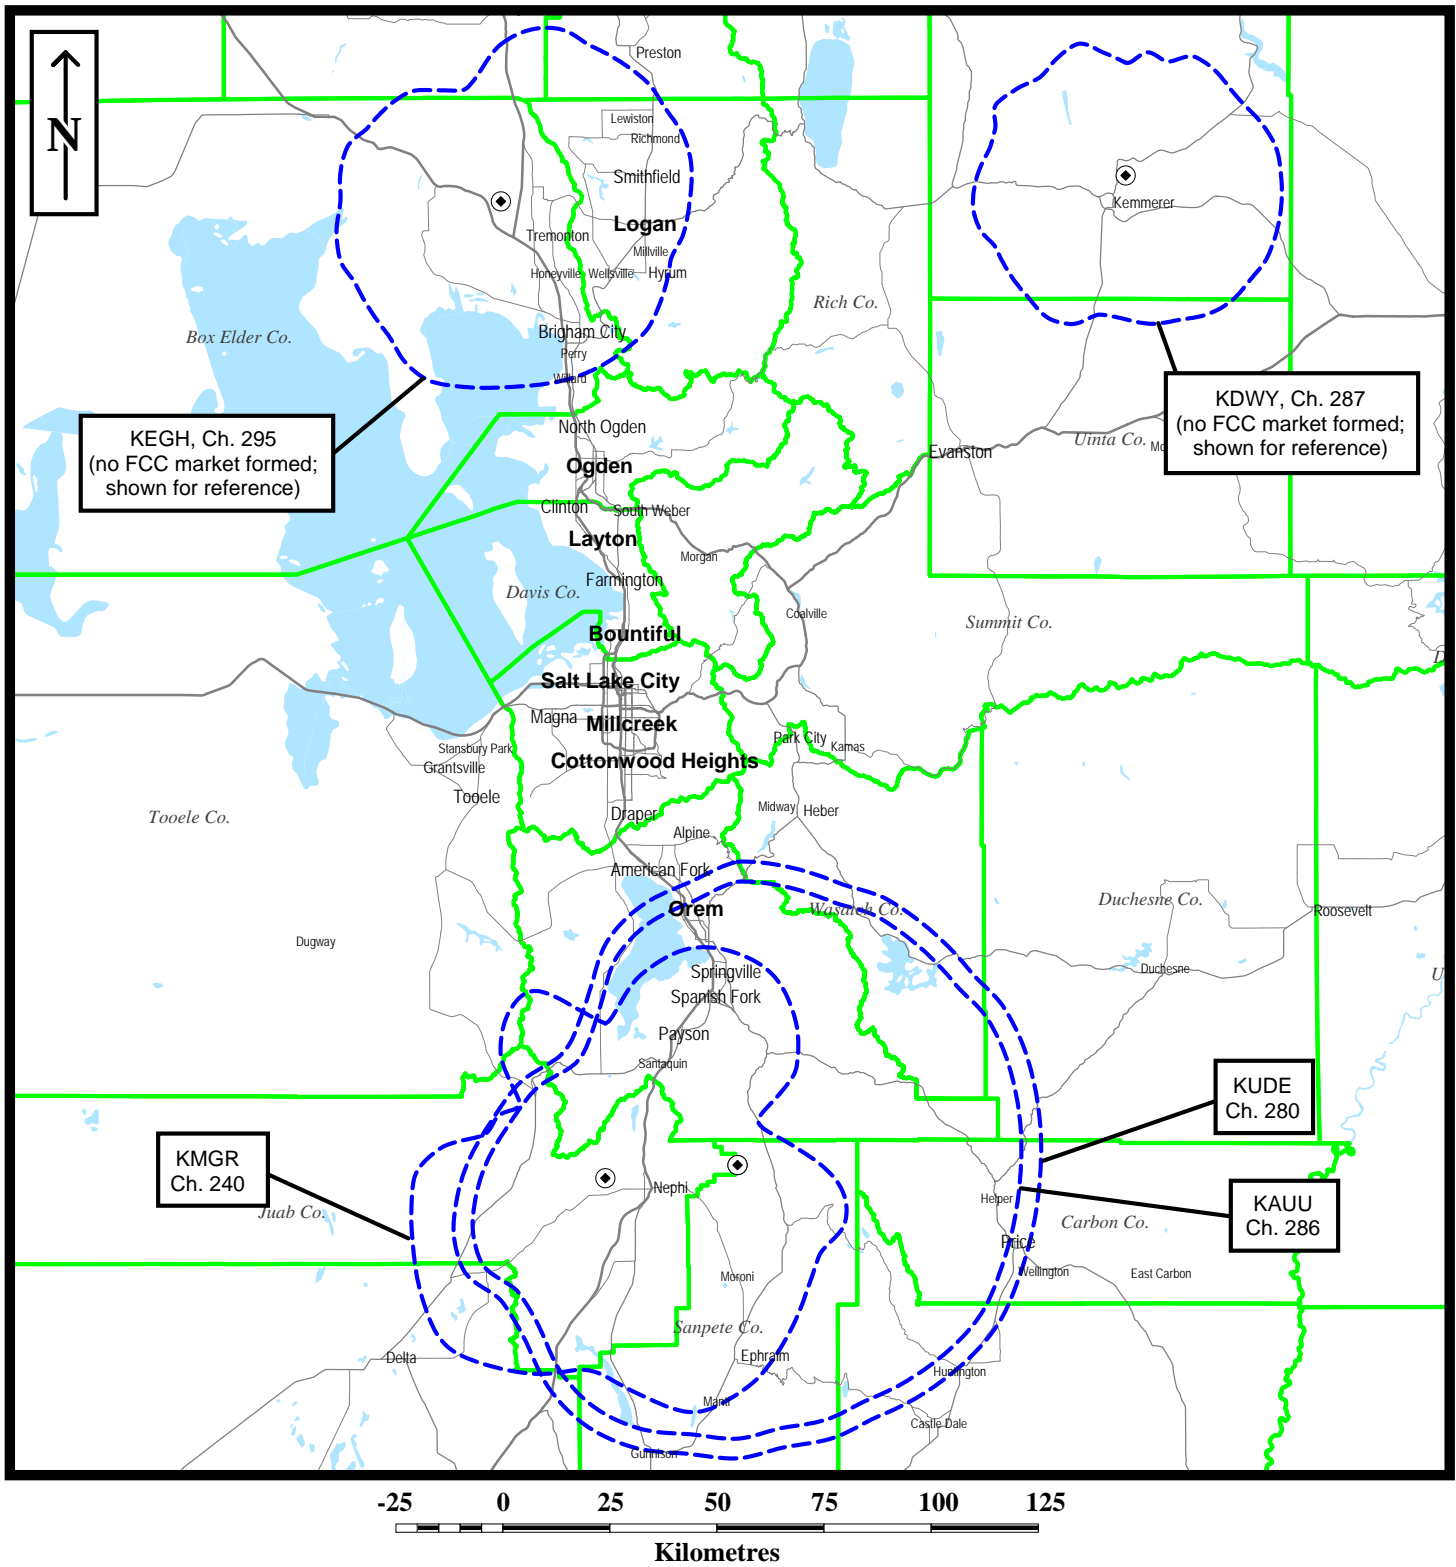 N
Preston
Lewiston
Richmond
Smithfield
Logan
Tremonton
Millville
Honeyville
Wellsville
Hyrum
Kemmerer
Rich Co.
Box Elder Co.
Brigham City
Perry
Willard
KEGH, Ch. 295
(no FCC market formed;
shown for reference)
KDWY, Ch. 287
(no FCC market formed;
shown for reference)
North Ogden
Uinta Co.
Evanston
Ogden
Clinton
South Weber
Layton
Morgan
Farmington
Davis Co.
Coalville
Summit Co.
Bountiful
Salt Lake City
Magna
Millcreek
Park City
Kamas
Stansbury Park
Grantsville
Cottonwood Heights
Tooele
Tooele Co.
Midway
Heber
Draper
Alpine
American Fork
Orem
Wasatch Co.
Duchesne Co.
Roosevelt
Dugway
Springville
Duchesne
Spanish Fork
Payson
Santaquin
KUDE
Ch. 280
KMGR
Ch. 240
Nephi
Helper
KAUU
Ch. 286
Juab Co.
Carbon Co.
Price
Wellington
East Carbon
Moroni
Sanpete Co.
Ephraim
Delta
Huntington
Manti
Castle Dale
Gunnison
-25 0 25 50 75 100 125
Kilometres